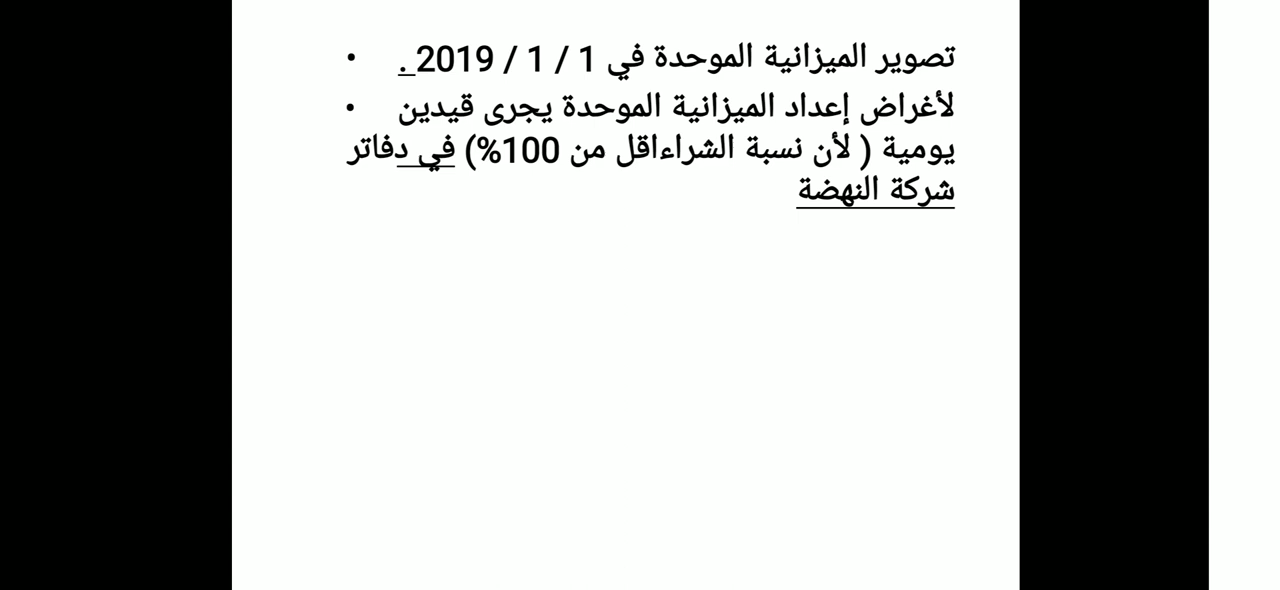 تصوير الميزانية الموحدة في 1 / 1 / 2019 . •
لأغراض إعداد الميزانية الموحدة يجرى قيدين •
يومية ( لأن نسبة الشراءاقل من 100%) في دفاتر
شركة النهضة